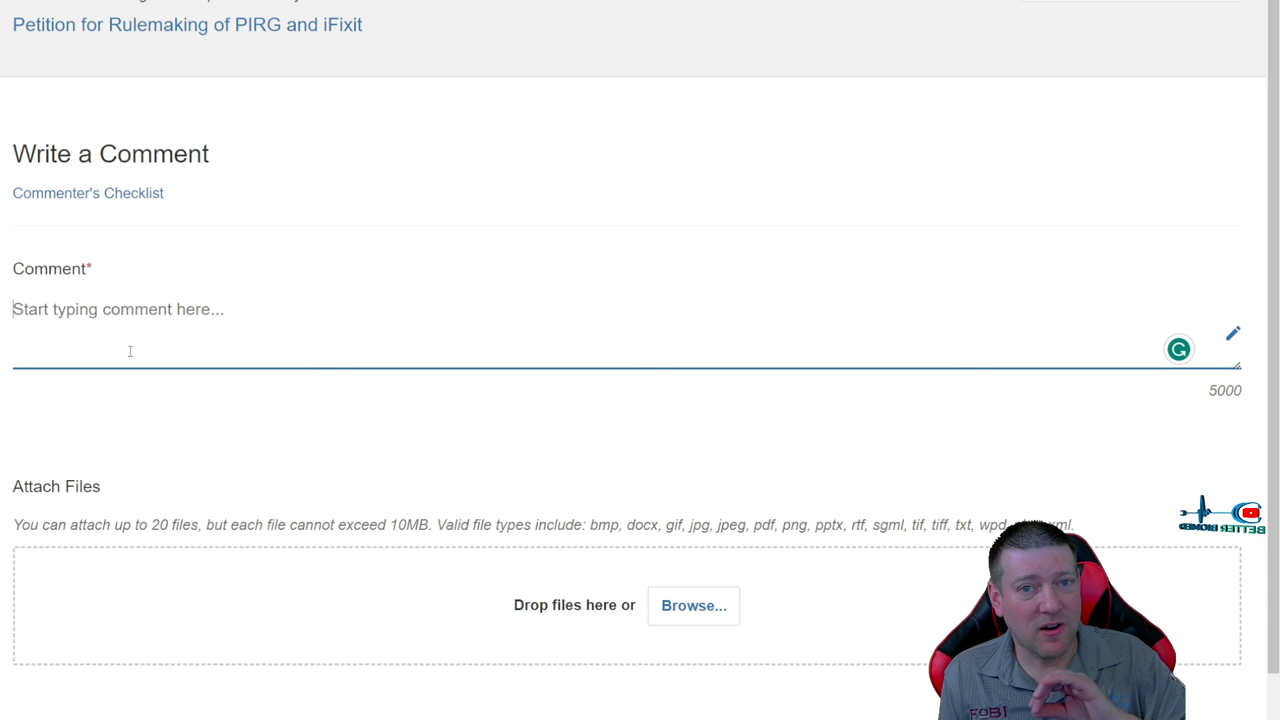 Petition for Rulemaking of PIRG and iFixit
Write a Comment
Commenter's Checklist
Comment*
Start typing comment here...
5000
Attach Files
You can attach up to 20 files, but each file cannot exceed 10MB. Valid file types include: bmp, docx, gif, jpg, jpeg, pdf, png, pptx, rtf, sgml, tif, tiff, txt, wpd,
BETTER BIOMED
Drop files here or Browse...